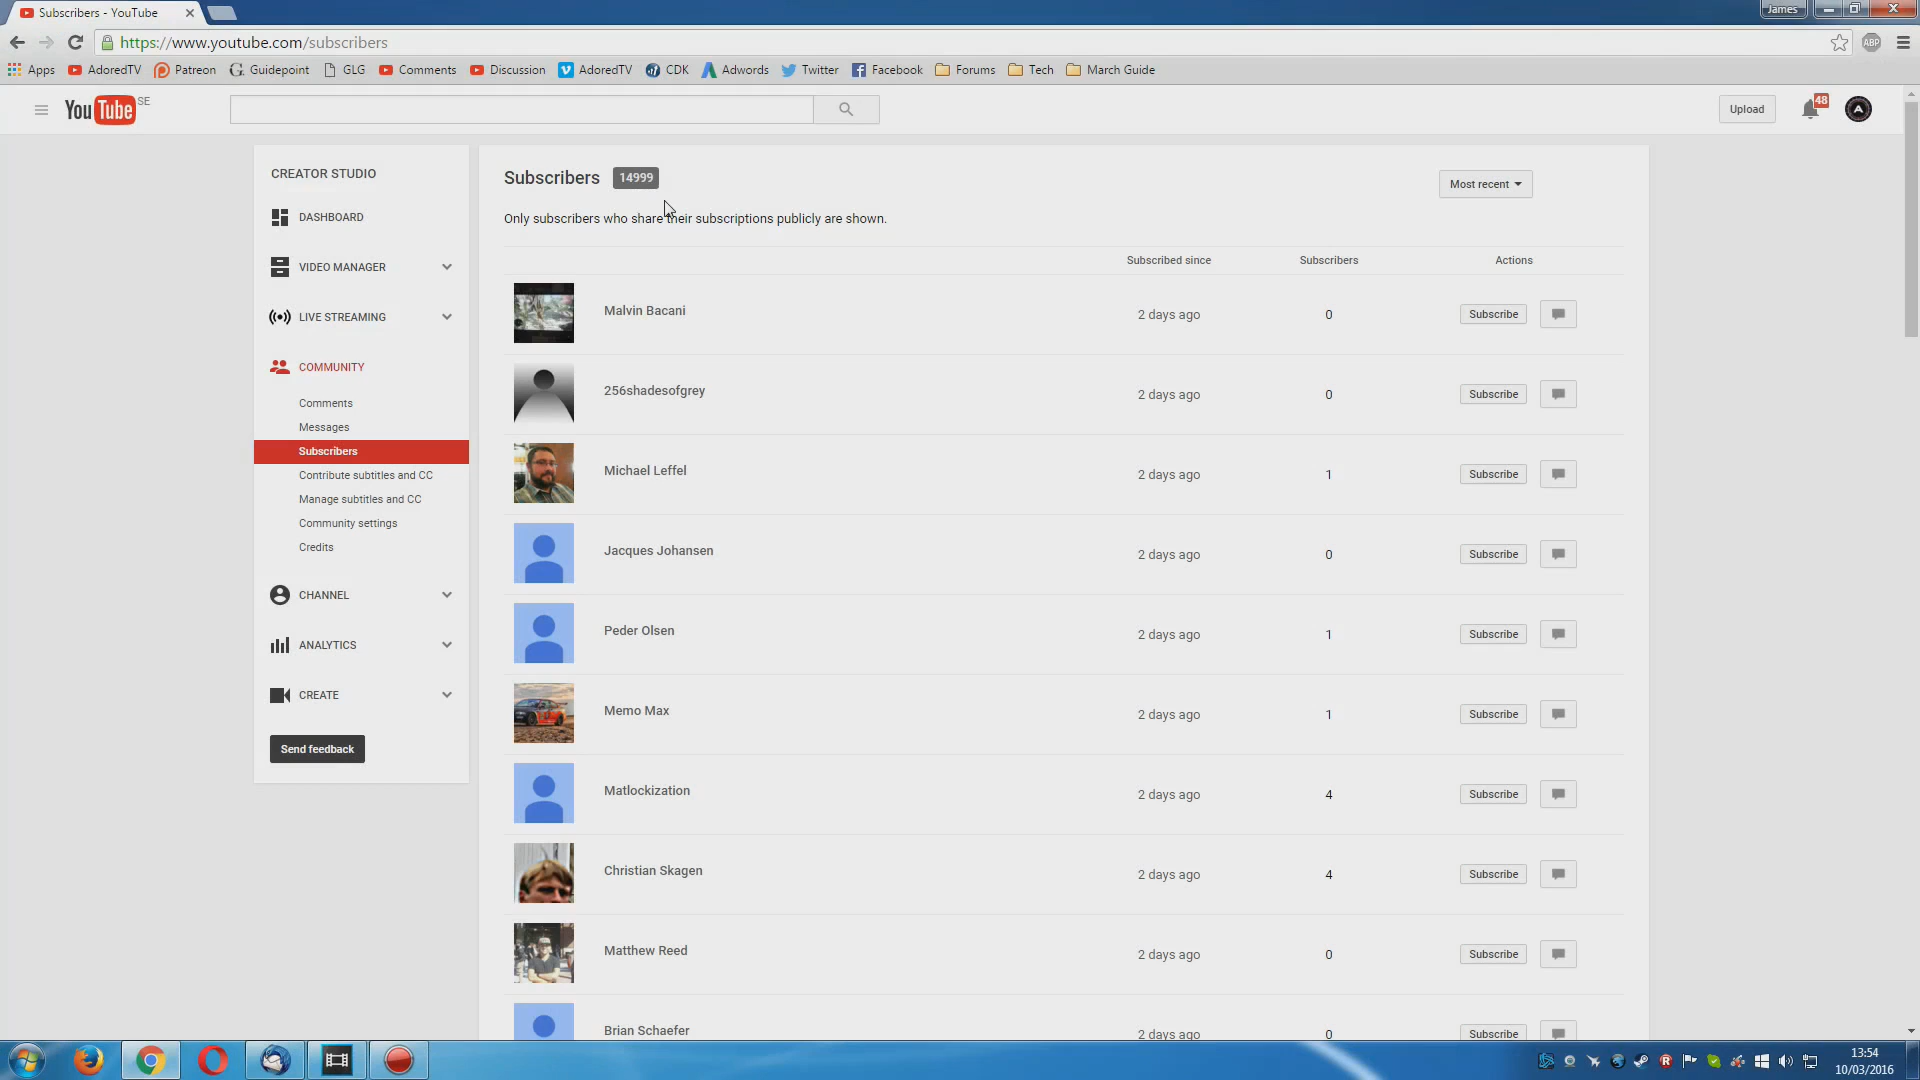 Subscribers - YouTube
James
https://www.youtube.com/subscribers
ABP
Apps
AdoredTV
Patreon
Guidepoint
GLG
Comments
Discussion
AdoredTV
CDK
Adwords
Twitter
Facebook
Forums
Tech
March Guide
YouTube SE
Upload
48
CREATOR STUDIO
DASHBOARD
VIDEO MANAGER
LIVE STREAMING
COMMUNITY
Comments
Messages
Subscribers
Contribute subtitles and CC
Manage subtitles and CC
Community settings
Credits
CHANNEL
ANALYTICS
CREATE
Send feedback
Subscribers 14999
Most recent
Only subscribers who share their subscriptions publicly are shown.
Subscribed since Subscribers Actions
Malvin Bacani 2 days ago 0 Subscribe
256shadesofgrey 2 days ago 0 Subscribe
Michael Leffel 2 days ago 1 Subscribe
Jacques Johansen 2 days ago 0 Subscribe
Peder Olsen 2 days ago 1 Subscribe
Memo Max 2 days ago 1 Subscribe
Matlockization 2 days ago 4 Subscribe
Christian Skagen 2 days ago 4 Subscribe
Matthew Reed 2 days ago 0 Subscribe
Brian Schaefer 2 days ago 0 Subscribe
13:54
10/03/2016